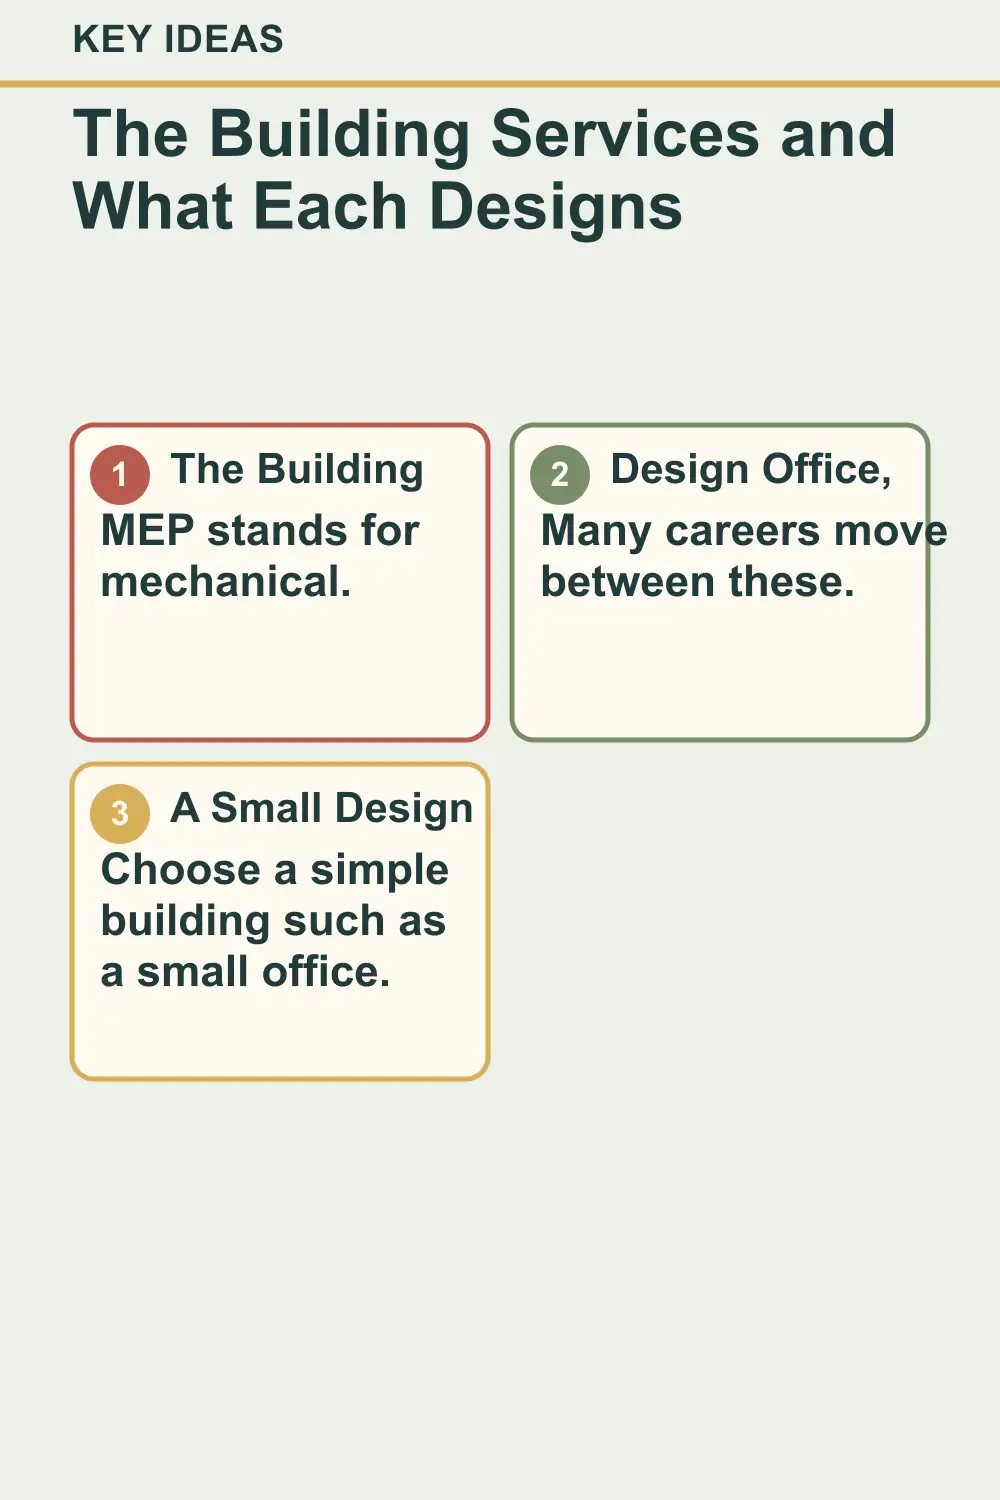 KEY IDEAS
The Building Services and
What Each Designs
1 The Building
MEP stands for
mechanical.
2 Design Office,
Many careers move
between these.
3 A Small Design
Choose a simple
building such as
a small office.